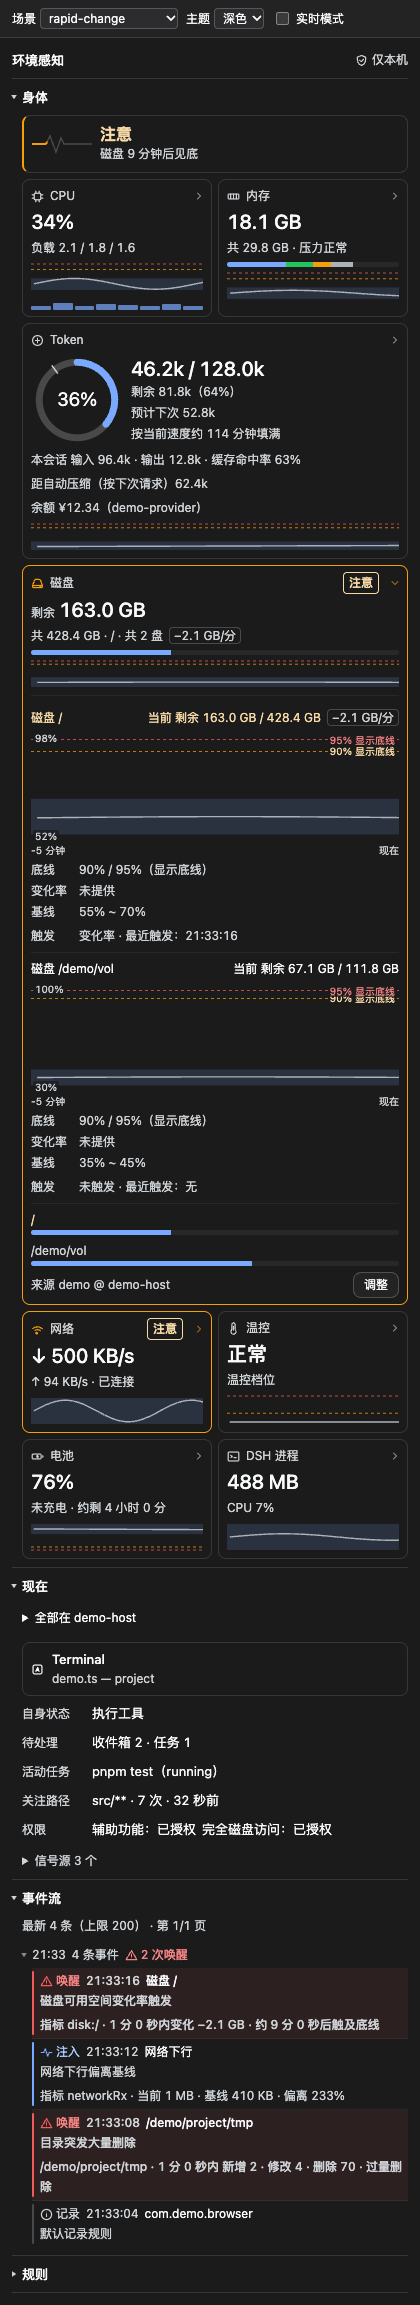 场景 rapid-change 主题 深色 实时模式
环境感知 仅本机
身体
注意
磁盘 9 分钟后见底
CPU
34%
负载 2.1 / 1.8 / 1.6
内存
18.1 GB
共 29.8 GB · 压力正常
Token
36%
46.2k / 128.0k
剩余 81.8k（64%）
预计下次 52.8k
按当前速度约 114 分钟填满
本会话 输入 96.4k · 输出 12.8k · 缓存命中率 63%
距自动压缩（按下次请求）62.4k
余额 ¥12.34（demo-provider）
磁盘 注意
剩余 163.0 GB
共 428.4 GB · / · 共 2 盘 −2.1 GB/分
磁盘 / 当前 剩余 163.0 GB / 428.4 GB −2.1 GB/分
98% 95% 显示底线
90% 显示底线
52%
-5 分钟 现在
底线 90% / 95%（显示底线）
变化率 未提供
基线 55% ~ 70%
触发 变化率 · 最近触发：21:33:16
磁盘 /demo/vol 当前 剩余 67.1 GB / 111.8 GB
100% 95% 显示底线
90% 显示底线
30%
-5 分钟 现在
底线 90% / 95%（显示底线）
变化率 未提供
基线 35% ~ 45%
触发 未触发 · 最近触发：无
/
/demo/vol
来源 demo @ demo-host 调整
网络 注意
↓ 500 KB/s
↑ 94 KB/s · 已连接
温控
正常
温控档位
电池
76%
未充电 · 约剩 4 小时 0 分
DSH 进程
488 MB
CPU 7%
现在
全部在 demo-host
Terminal
demo.ts — project
自身状态 执行工具
待处理 收件箱 2 · 任务 1
活动任务 pnpm test（running）
关注路径 src/** · 7 次 · 32 秒前
权限 辅助功能：已授权 完全磁盘访问：已授权
信号源 3 个
事件流
最新 4 条（上限 200） · 第 1/1 页
21:33 4 条事件 2 次唤醒
唤醒 21:33:16 磁盘 /
磁盘可用空间变化率触发
指标 disk:/ · 1 分 0 秒内变化 −2.1 GB · 约 9 分 0 秒后触及底线
注入 21:33:12 网络下行
网络下行偏离基线
指标 networkRx · 当前 1 MB · 基线 410 KB · 偏离 233%
唤醒 21:33:08 /demo/project/tmp
目录突发大量删除
/demo/project/tmp · 1 分 0 秒内 新增 2 · 修改 4 · 删除 70 · 过量删
除
记录 21:33:04 com.demo.browser
默认记录规则
规则